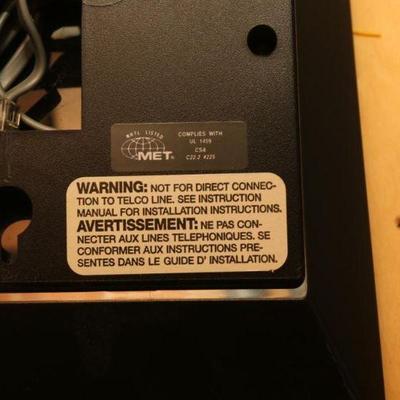 NRTL LISTED
MET
COMPLIES WITH
UL 1459
CSA
C22.2 #225
WARNING: NOT FOR DIRECT CONNEC-
TION TO TELCO LINE. SEE INSTRUCTION
MANUAL FOR INSTALLATION INSTRUCTIONS.
AVERTISSEMENT: NE PAS CON-
NECTER AUX LINES TELEPHONIQUES. SE
CONFORMER AUX INSTRUCTIONS PRE-
SENTES DANS LE GUIDE D' INSTALLATION.